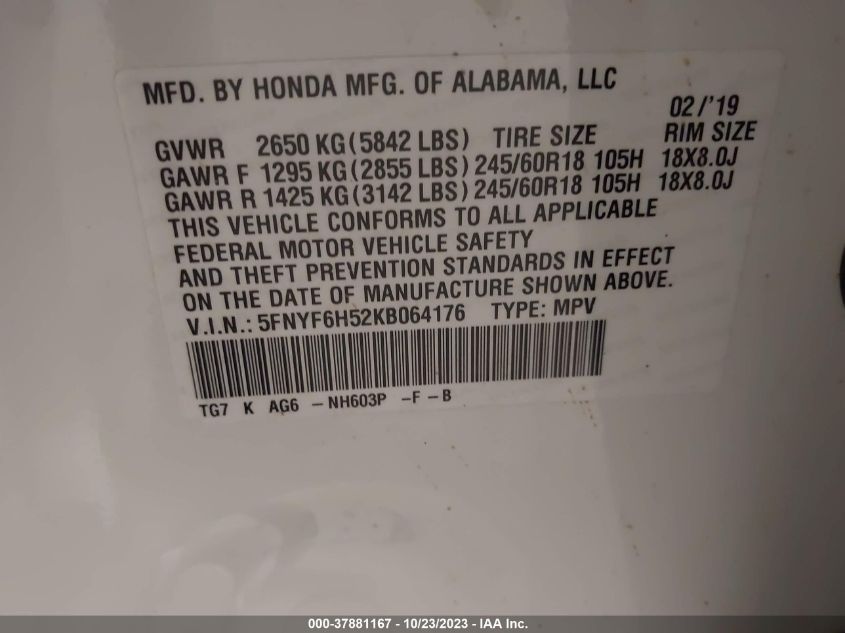 MFD. BY HONDA MFG. OF ALABAMA, LLC
02/'19
GVWR 2650 KG(5842 LBS) TIRE SIZE RIM SIZE
GAWR F 1295 KG(2855 LBS) 245/60R18 105H 18X8.0J
GAWR R 1425 KG(3142 LBS) 245/60R18 105H 18X8.0J
THIS VEHICLE CONFORMS TO ALL APPLICABLE
FEDERAL MOTOR VEHICLE SAFETY
AND THEFT PREVENTION STANDARDS IN EFFECT
ON THE DATE OF MANUFACTURE SHOWN ABOVE.
V.I.N.: 5FNYF6H52KB064176 TYPE: MPV
TG7 K AG6 -NH603P -F-B
000-37881167 - 10/23/2023 - IAA Inc.